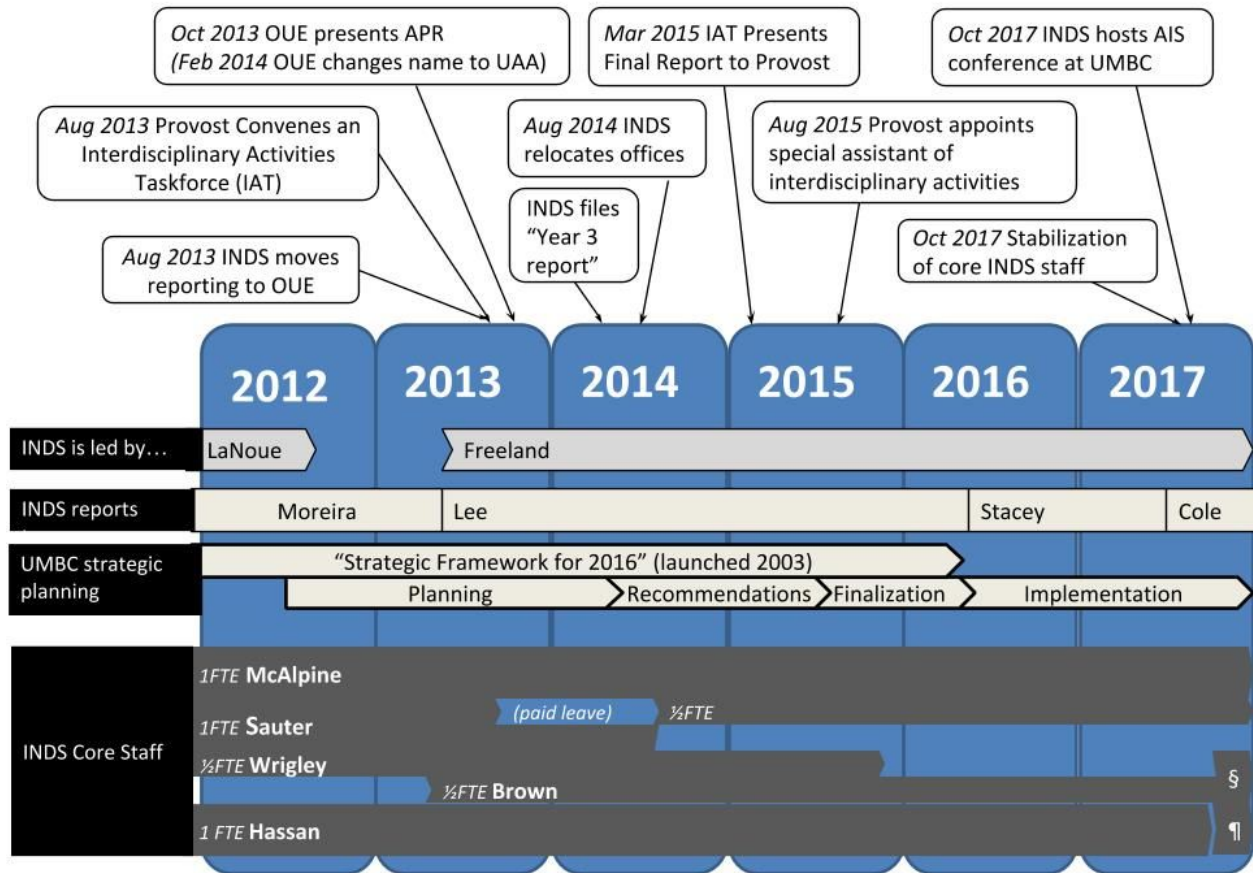 Oct 2013 OUE presents APR
(Feb 2014 OUE changes name to UAA)
Mar 2015 IAT Presents
Final Report to Provost
Oct 2017 INDS hosts AIS
conference at UMBC
Aug 2013 Provost Convenes an
Interdisciplinary Activities
Taskforce (IAT)
Aug 2014 INDS
relocates offices
Aug 2015 Provost appoints
special assistant of
interdisciplinary activities
INDS files
“Year 3
report”
Aug 2013 INDS moves
reporting to OUE
Oct 2017 Stabilization
of core INDS staff
2012
2013
2014
2015
2016
2017
INDS is led by…
LaNoue
Freeland
INDS reports
Moreira
Lee
Stacey
Cole
UMBC strategic
planning
“Strategic Framework for 2016” (launched 2003)
Planning
Recommendations
Finalization
Implementation
INDS Core Staff
1FTE McAlpine
(paid leave)
½FTE
1FTE Sauter
½FTE Wrigley
½FTE Brown
§
1 FTE Hassan
¶